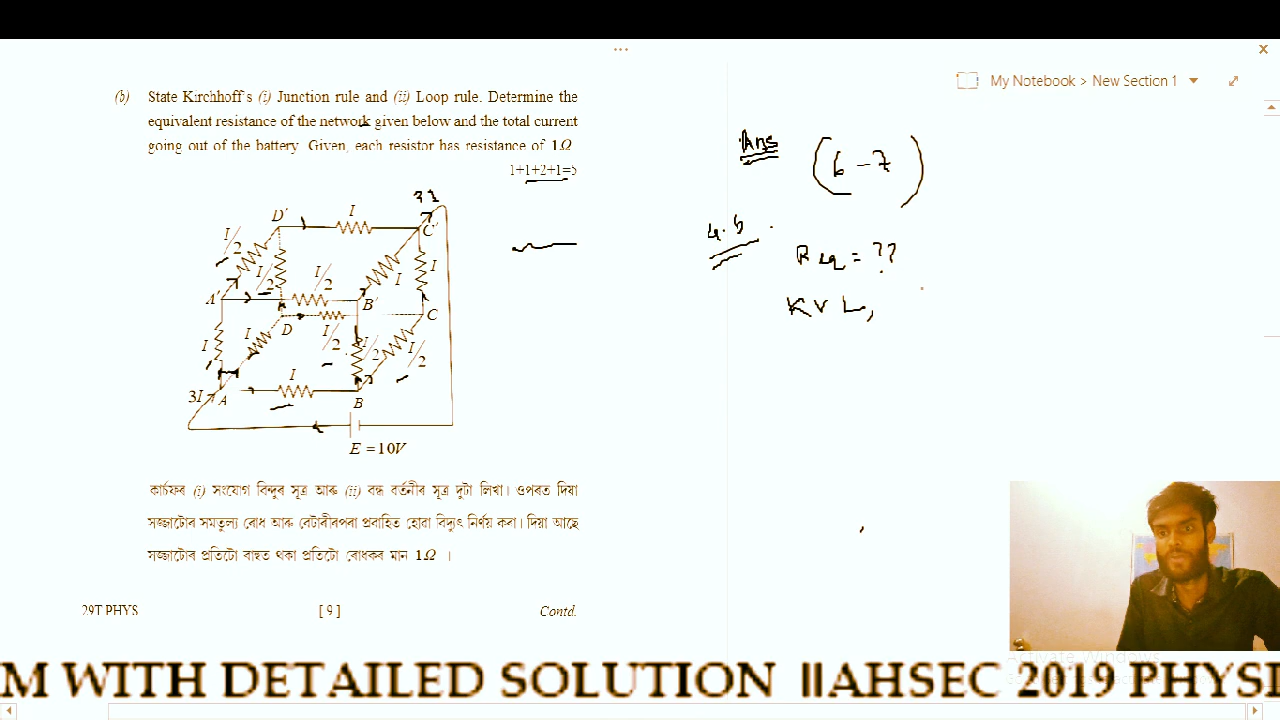 My Notebook > New Section 1
(b) State Kirchhoff's (i) Junction rule and (ii) Loop rule. Determine the
equivalent resistance of the network given below and the total current
going out of the battery. Given, each resistor has resistance of 1Ω
1+1+2+1=5
Ans (6-7)
4.b
Req = ??
KVL,
3I
D' I C'
I/2 I/2 I/2 I I
A' B'
D C
I I I/2 I/2 I/2
I
3I A B
E = 10V
কাৰ্চফৰ (i) সংযোগ বিন্দুৰ সূত্ৰ আৰু (ii) বন্ধ বৰ্তনীৰ সূত্ৰ দুটা লিখা। ওপৰত দিয়া
সজ্জাটোৰ সমতুল্য ৰোধ আৰু বেটাৰীৰপৰা প্ৰবাহিত হোৱা বিদ্যুৎ নিৰ্ণয় কৰা। দিয়া আছে
সজ্জাটোৰ প্ৰতিটো বাহুত থকা প্ৰতিটো ৰোধকৰ মান 1Ω ।
29T PHYS [ 9 ] Contd.
Activate Windows
M WITH DETAILED SOLUTION ||AHSEC 2019 PHYSI